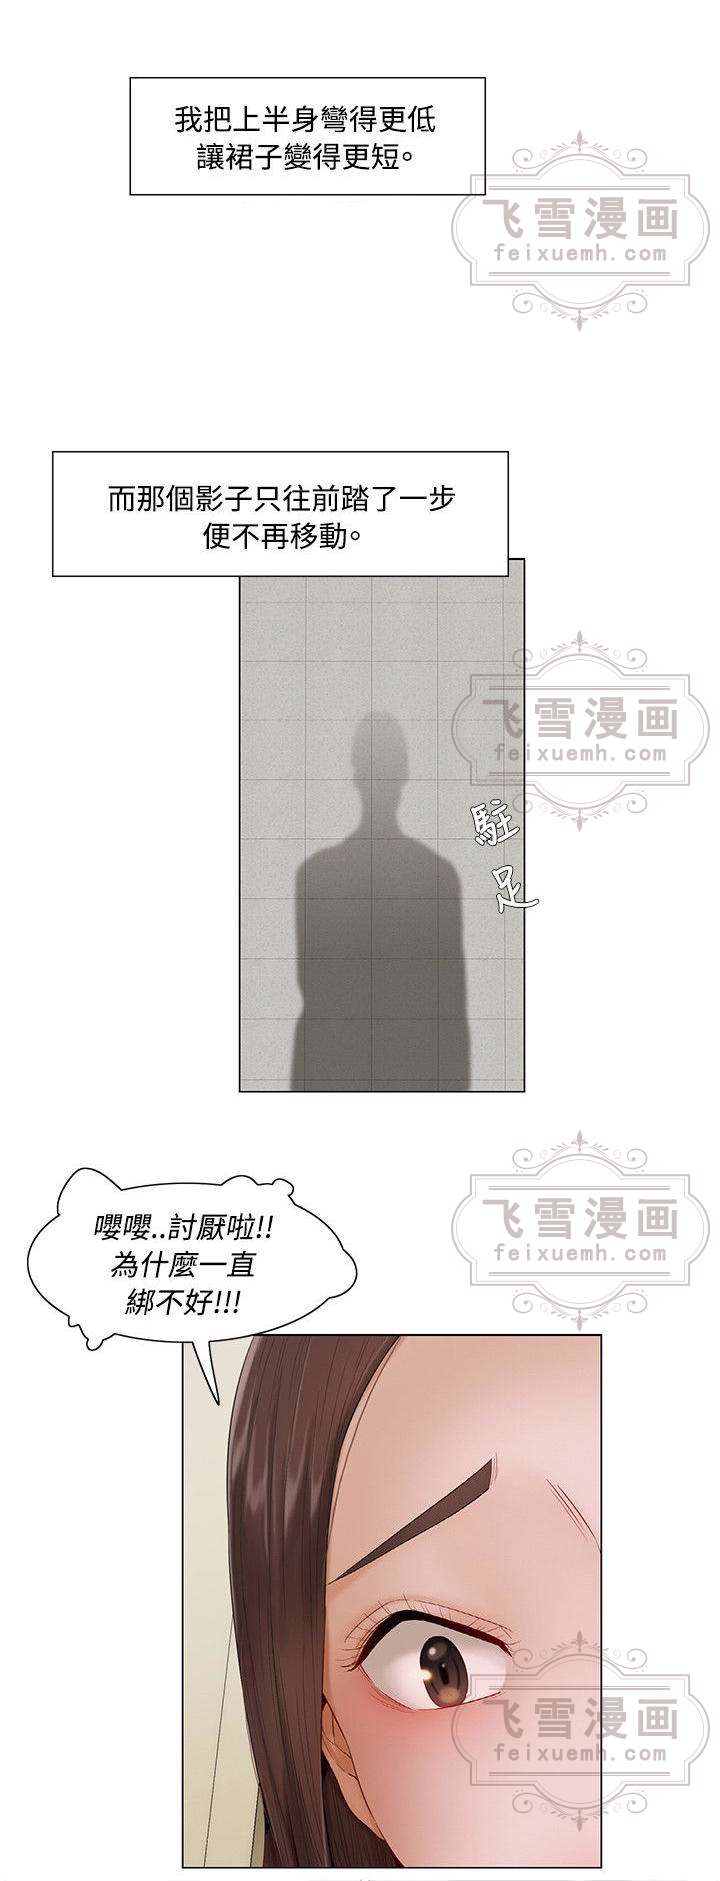 我把上半身彎得更低
讓裙子變得更短。
飞雪漫画
feixuemh.com
而那個影子只往前踏了一步
便不再移動。
飞雪漫画
feixuemh.com
駐
足
飞雪漫画
feixuemh.com
嚶嚶..討厭啦!!
為什麼一直
綁不好!!!
飞雪漫画
feixuemh.com